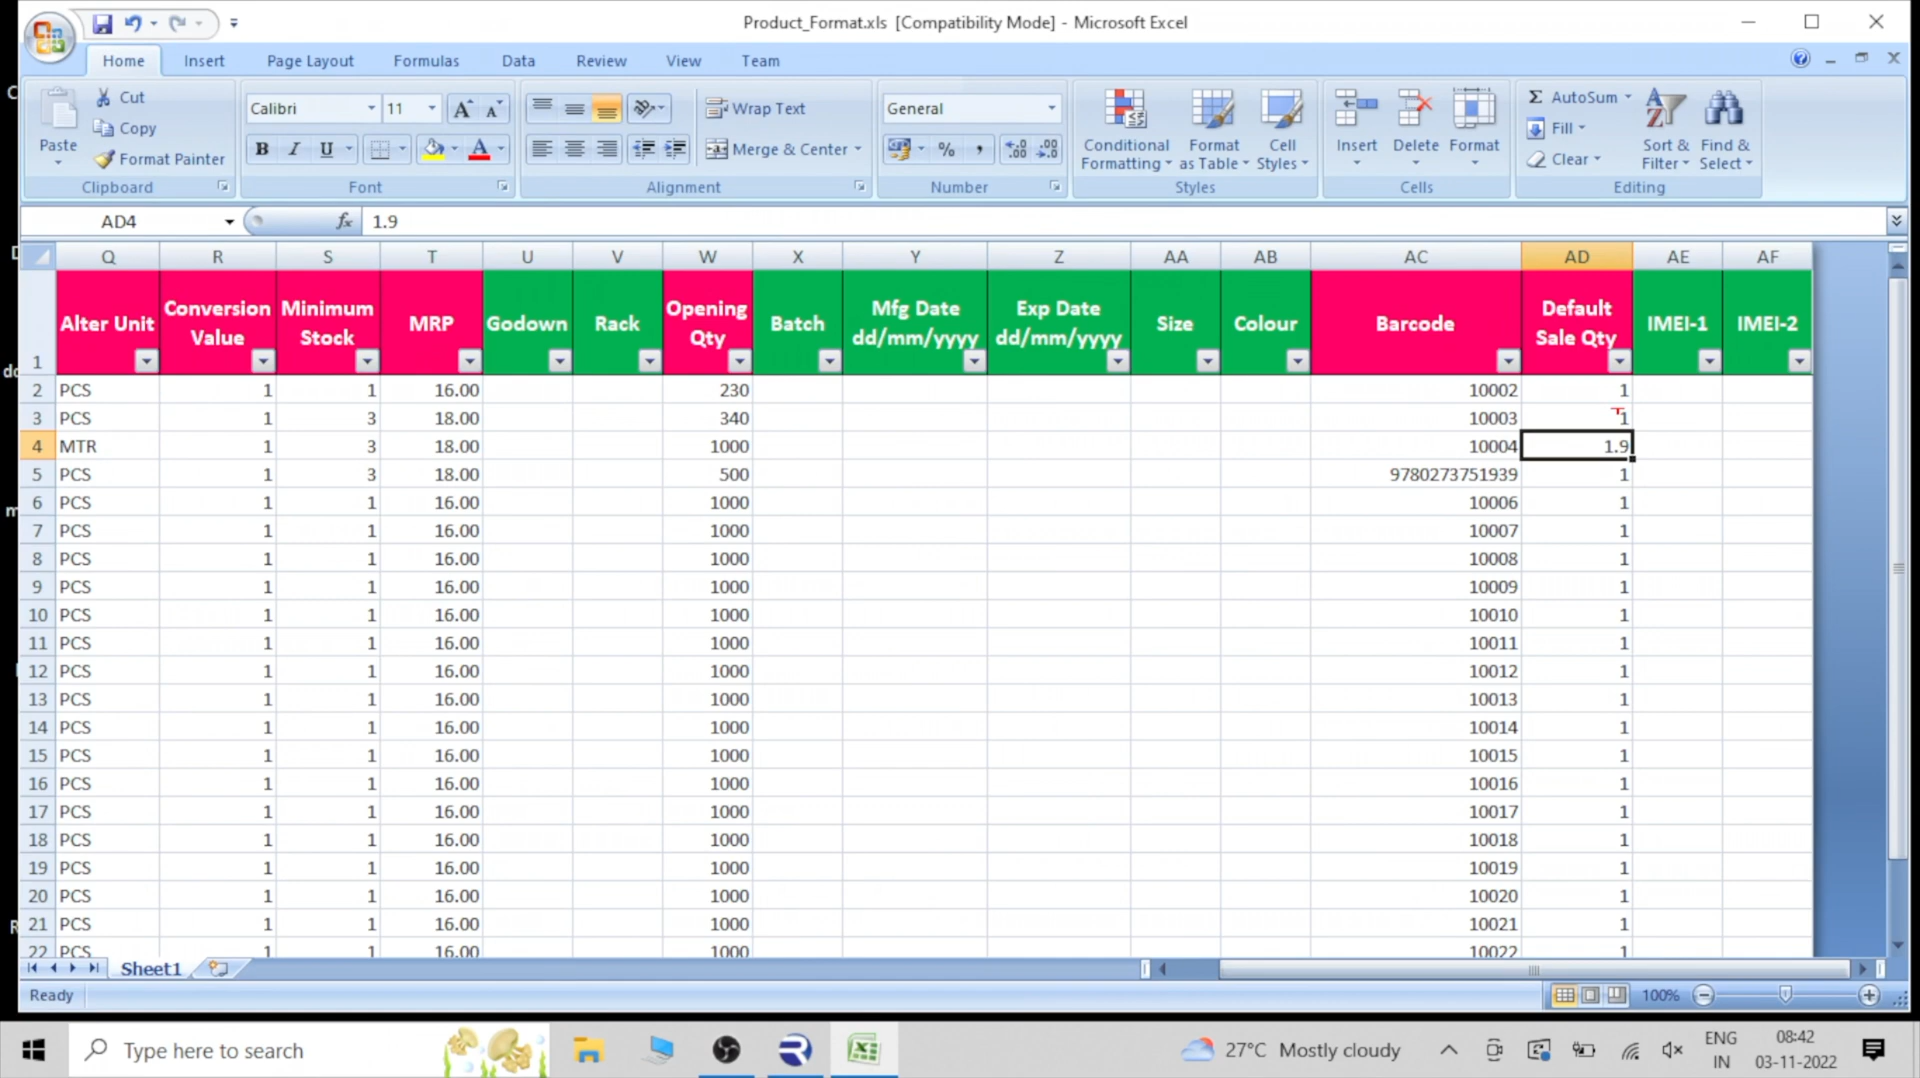 Product_Format.xls [Compatibility Mode] - Microsoft Excel
Home Insert Page Layout Formulas Data Review View Team
Paste
Cut
Copy
Format Painter
Clipboard
Calibri 11
B I U
Font
Wrap Text
Merge & Center
Alignment
General
%
Number
Conditional Formatting
Format as Table
Cell Styles
Styles
Insert Delete Format
Cells
Σ AutoSum
Fill
Clear
Sort & Filter
Find & Select
Editing
AD4 fx 1.9
Q R S T U V W X Y Z AA AB AC AD AE AF
1 Alter Unit Conversion Value Minimum Stock MRP Godown Rack Opening Qty Batch Mfg Date dd/mm/yyyy Exp Date dd/mm/yyyy Size Colour Barcode Default Sale Qty IMEI-1 IMEI-2
2 PCS 1 1 16.00 230 10002 1
3 PCS 1 3 18.00 340 10003 1
4 MTR 1 3 18.00 1000 10004 1.9
5 PCS 1 3 18.00 500 9780273751939 1
6 PCS 1 1 16.00 1000 10006 1
7 PCS 1 1 16.00 1000 10007 1
8 PCS 1 1 16.00 1000 10008 1
9 PCS 1 1 16.00 1000 10009 1
10 PCS 1 1 16.00 1000 10010 1
11 PCS 1 1 16.00 1000 10011 1
12 PCS 1 1 16.00 1000 10012 1
13 PCS 1 1 16.00 1000 10013 1
14 PCS 1 1 16.00 1000 10014 1
15 PCS 1 1 16.00 1000 10015 1
16 PCS 1 1 16.00 1000 10016 1
17 PCS 1 1 16.00 1000 10017 1
18 PCS 1 1 16.00 1000 10018 1
19 PCS 1 1 16.00 1000 10019 1
20 PCS 1 1 16.00 1000 10020 1
21 PCS 1 1 16.00 1000 10021 1
22 PCS 1 1 16.00 1000 10022 1
Sheet1
Ready 100%
Type here to search 27°C Mostly cloudy ENG IN 08:42 03-11-2022